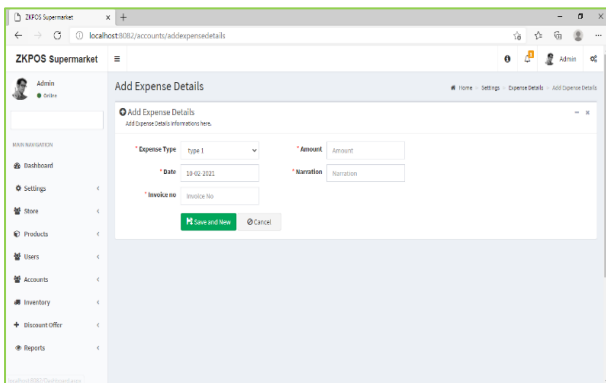 ZKPOS Supermarket
localhost:8082/accounts/addexpensedetails
ZKPOS Supermarket
Admin
Admin
Online
Add Expense Details
Home Settings Expense Details Add Expense Details
Add Expense Details
Add Expense Details informations here.
* Expense Type type 1 * Amount Amount
* Date 18-02-2021 * Narration Narration
* Invoice no Invoice No
Save and New Cancel
MAIN NAVIGATION
Dashboard
Settings
Store
Products
Users
Accounts
Inventory
Discount Offer
Reports